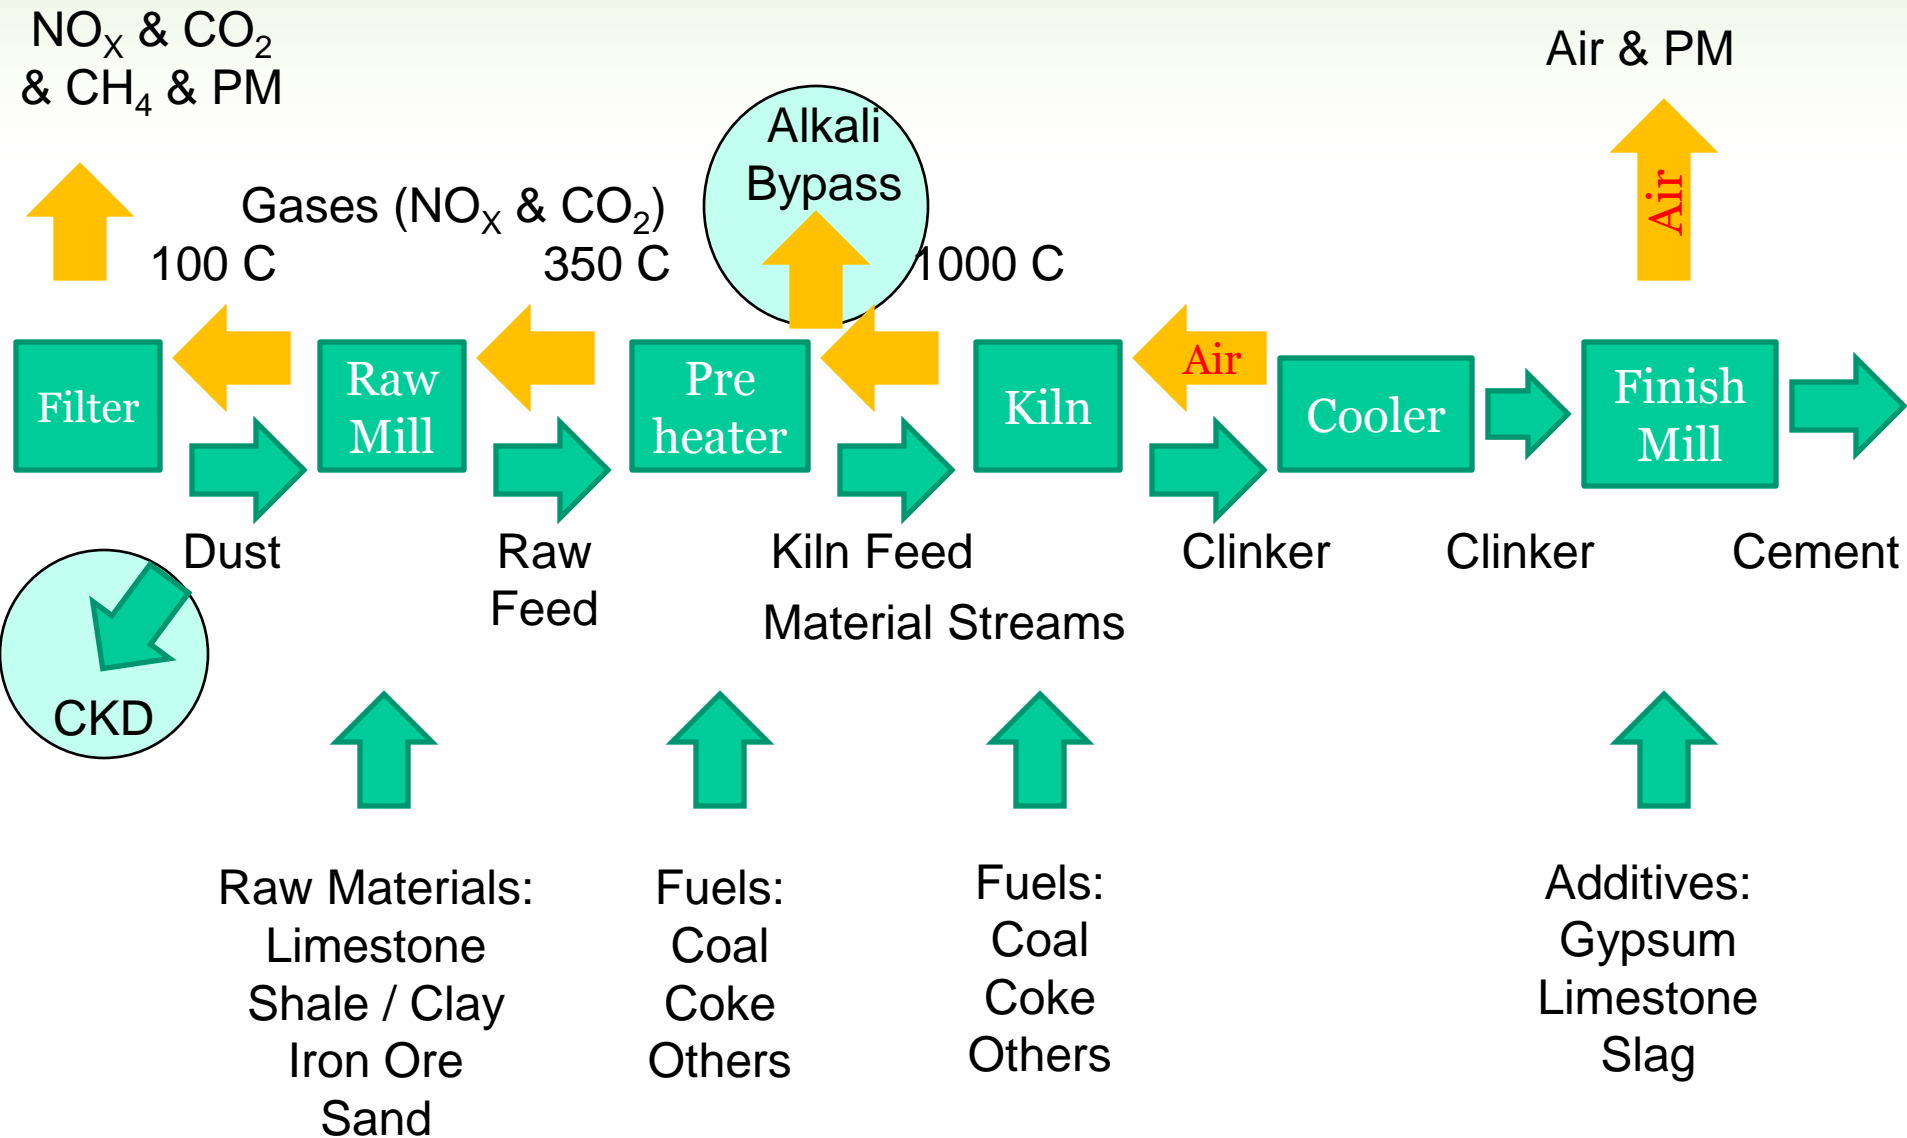 NOX & CO2
& CH4 & PM
Air & PM
Alkali
Bypass
Gases (NOX & CO2)
100 C
350 C
1000 C
Air
Filter
Raw
Mill
Pre
heater
Kiln
Air
Cooler
Finish
Mill
Dust
Raw
Feed
Kiln Feed
Clinker
Clinker
Cement
Material Streams
CKD
Raw Materials:
Limestone
Shale / Clay
Iron Ore
Sand
Fuels:
Coal
Coke
Others
Fuels:
Coal
Coke
Others
Additives:
Gypsum
Limestone
Slag